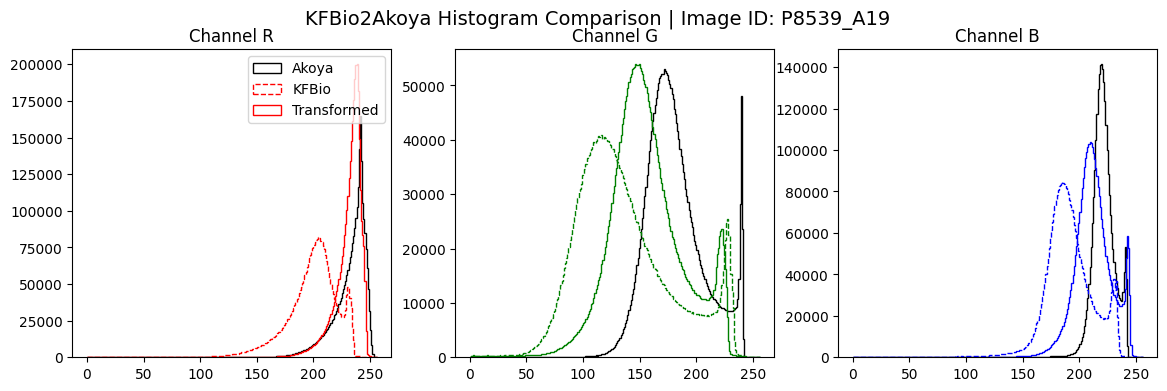 KFBio2Akoya Histogram Comparison | Image ID: P8539_A19
Channel R
200000
175000
150000
125000
100000
75000
50000
25000
0
0 50 100 150 200 250
Akoya
KFBio
Transformed
Channel G
50000
40000
30000
20000
10000
0
0 50 100 150 200 250
Channel B
140000
120000
100000
80000
60000
40000
20000
0
0 50 100 150 200 250